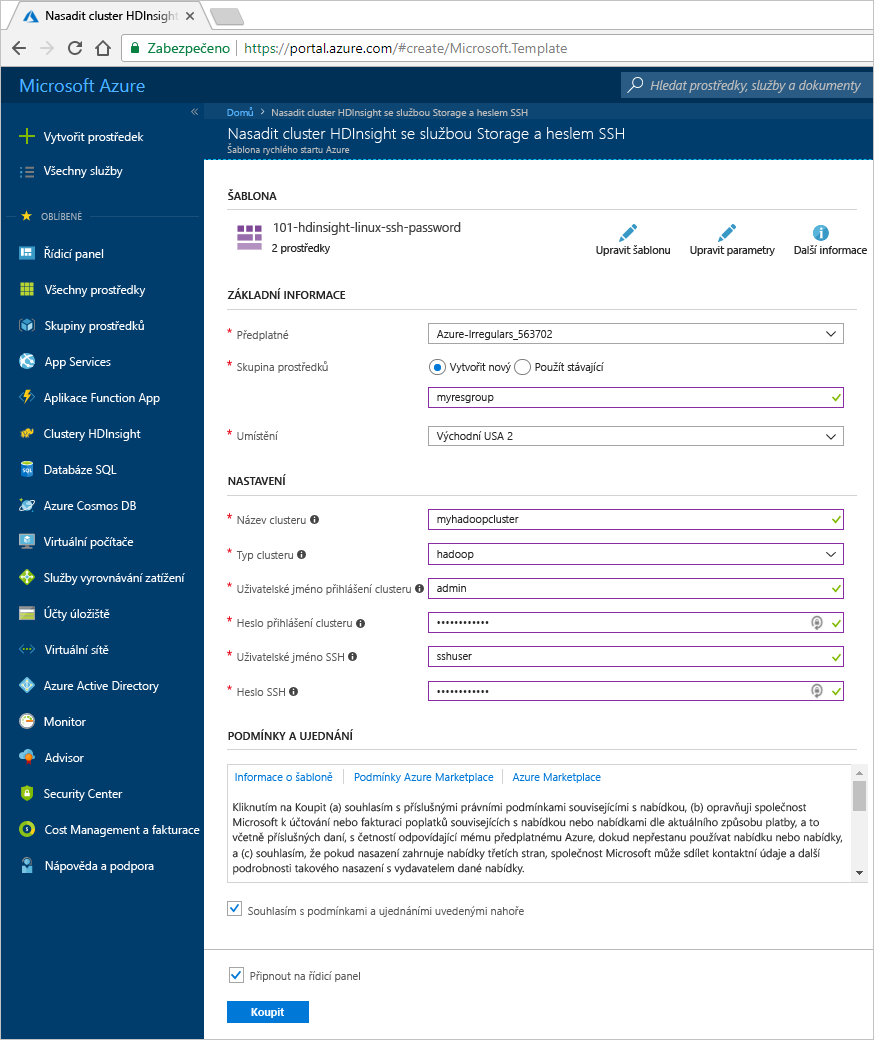 Nasadit cluster HDInsight
Zabezpečeno https://portal.azure.com/#create/Microsoft.Template
Microsoft Azure
Hledat prostředky, služby a dokumenty
Domů > Nasadit cluster HDInsight se službou Storage a heslem SSH
Nasadit cluster HDInsight se službou Storage a heslem SSH
Šablona rychlého startu Azure
Vytvořit prostředek
Všechny služby
OBLÍBENÉ
Řídicí panel
Všechny prostředky
Skupiny prostředků
App Services
Aplikace Function App
Clustery HDInsight
Databáze SQL
Azure Cosmos DB
Virtuální počítače
Služby vyrovnávání zatížení
Účty úložiště
Virtuální sítě
Azure Active Directory
Monitor
Advisor
Security Center
Cost Management a fakturace
Nápověda a podpora
ŠABLONA
101-hdinsight-linux-ssh-password
2 prostředky
Upravit šablonu Upravit parametry Další informace
ZÁKLADNÍ INFORMACE
* Předplatné Azure-Irregulars_563702
* Skupina prostředků Vytvořit nový Použít stávající
myresgroup
* Umístění Východní USA 2
NASTAVENÍ
* Název clusteru myhadoopcluster
* Typ clusteru hadoop
* Uživatelské jméno přihlášení clusteru admin
* Heslo přihlášení clusteru ••••••••••••
* Uživatelské jméno SSH sshuser
* Heslo SSH ••••••••••••
PODMÍNKY A UJEDNÁNÍ
Informace o šabloně Podmínky Azure Marketplace Azure Marketplace
Kliknutím na Koupit (a) souhlasím s příslušnými právními podmínkami souvisejícími s nabídkou, (b) opravňuji společnost
Microsoft k účtování nebo fakturaci poplatků souvisejících s nabídkou nebo nabídkami dle aktuálního způsobu platby, a to
včetně příslušných daní, s četností odpovídající mému předplatnému Azure, dokud nepřestanu používat nabídku nebo nabídky,
a (c) souhlasím, že pokud nasazení zahrnuje nabídky třetích stran, společnost Microsoft může sdílet kontaktní údaje a další
podrobnosti takového nasazení s vydavatelem dané nabídky.
Souhlasím s podmínkami a ujednáními uvedenými nahoře
Připnout na řídicí panel
Koupit